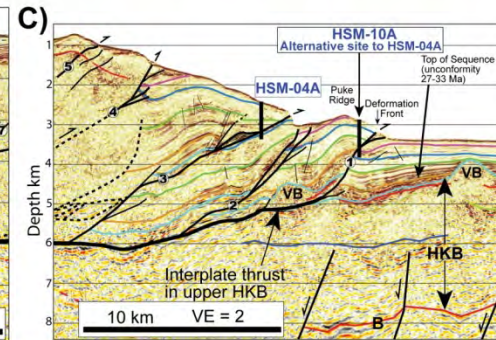 C)
HSM-10A
Alternative site to HSM-04A
HSM-04A
Puke
Ridge
Deformation
Front
Top of Sequence
(unconformity
27-33 Ma)
Depth km
1
2
3
4
5
6
7
8
5
4
3
2
1
7
VB
VB
HKB
B
Interplate thrust
in upper HKB
10 km VE = 2